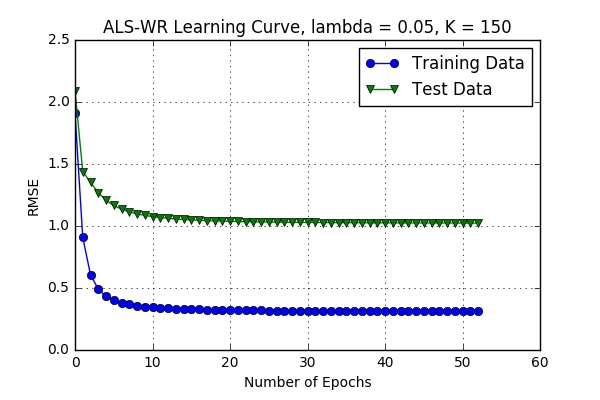 ALS-WR Learning Curve, lambda = 0.05, K = 150
2.5
2.0
1.5
1.0
0.5
0.0
RMSE
Training Data
Test Data
0 10 20 30 40 50 60
Number of Epochs